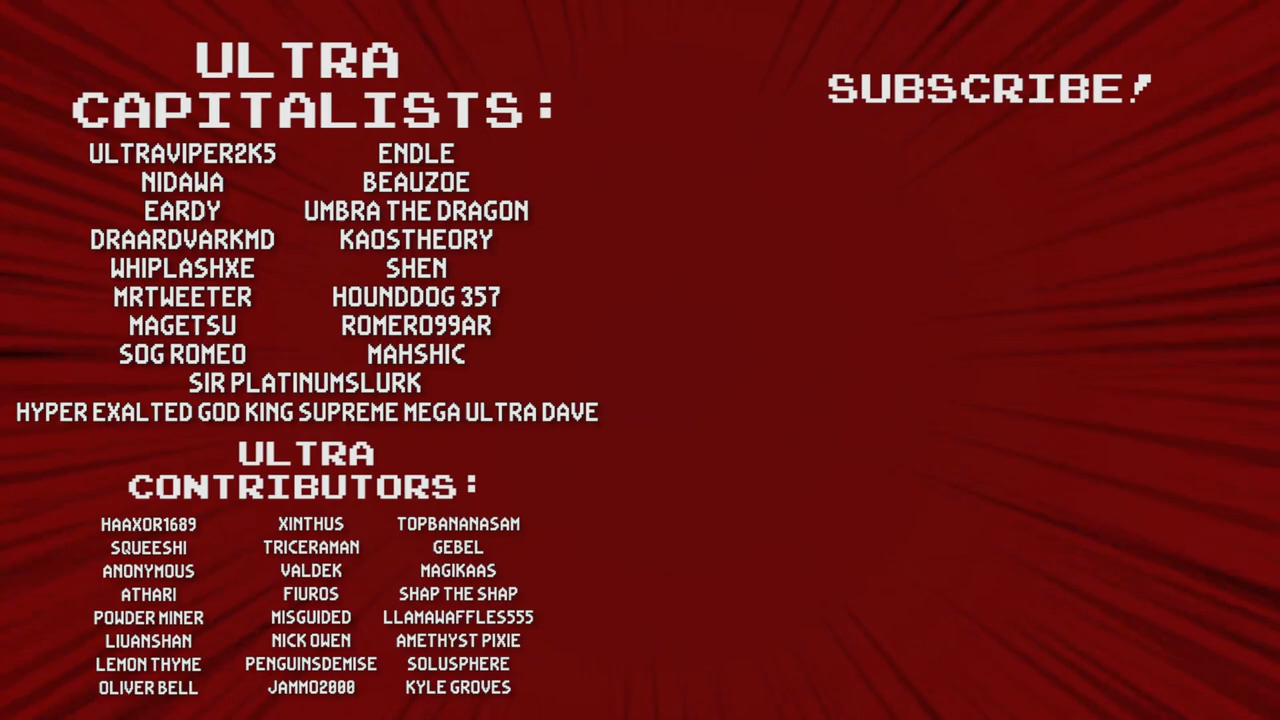 ULTRA
CAPITALISTS:
ULTRAVIPER2K5 ENDLE
NIDAWA BEAUZOE
EARDY UMBRA THE DRAGON
DRAARDVARKMD KAOSTHEORY
WHIPLASHXE SHEN
MRTWEETER HOUNDDOG 357
MAGETSU ROMERO99AR
SOG ROMEO MAHSHIC
SIR PLATINUMSLURK
HYPER EXALTED GOD KING SUPREME MEGA ULTRA DAVE
ULTRA
CONTRIBUTORS:
HAAXOR1689 XINTHUS TOPBANANASAM
SQUEESHI TRICERAMAN GEBEL
ANONYMOUS VALDEK MAGIKAAS
ATHARI FIUROS SHAP THE SHAP
POWDER MINER MISGUIDED LLAMAWAFFLES555
LIUANSHAN NICK OWEN AMETHYST PIXIE
LEMON THYME PENGUINSDEMISE SOLUSPHERE
OLIVER BELL JAMMO2000 KYLE GROVES
SUBSCRIBE!